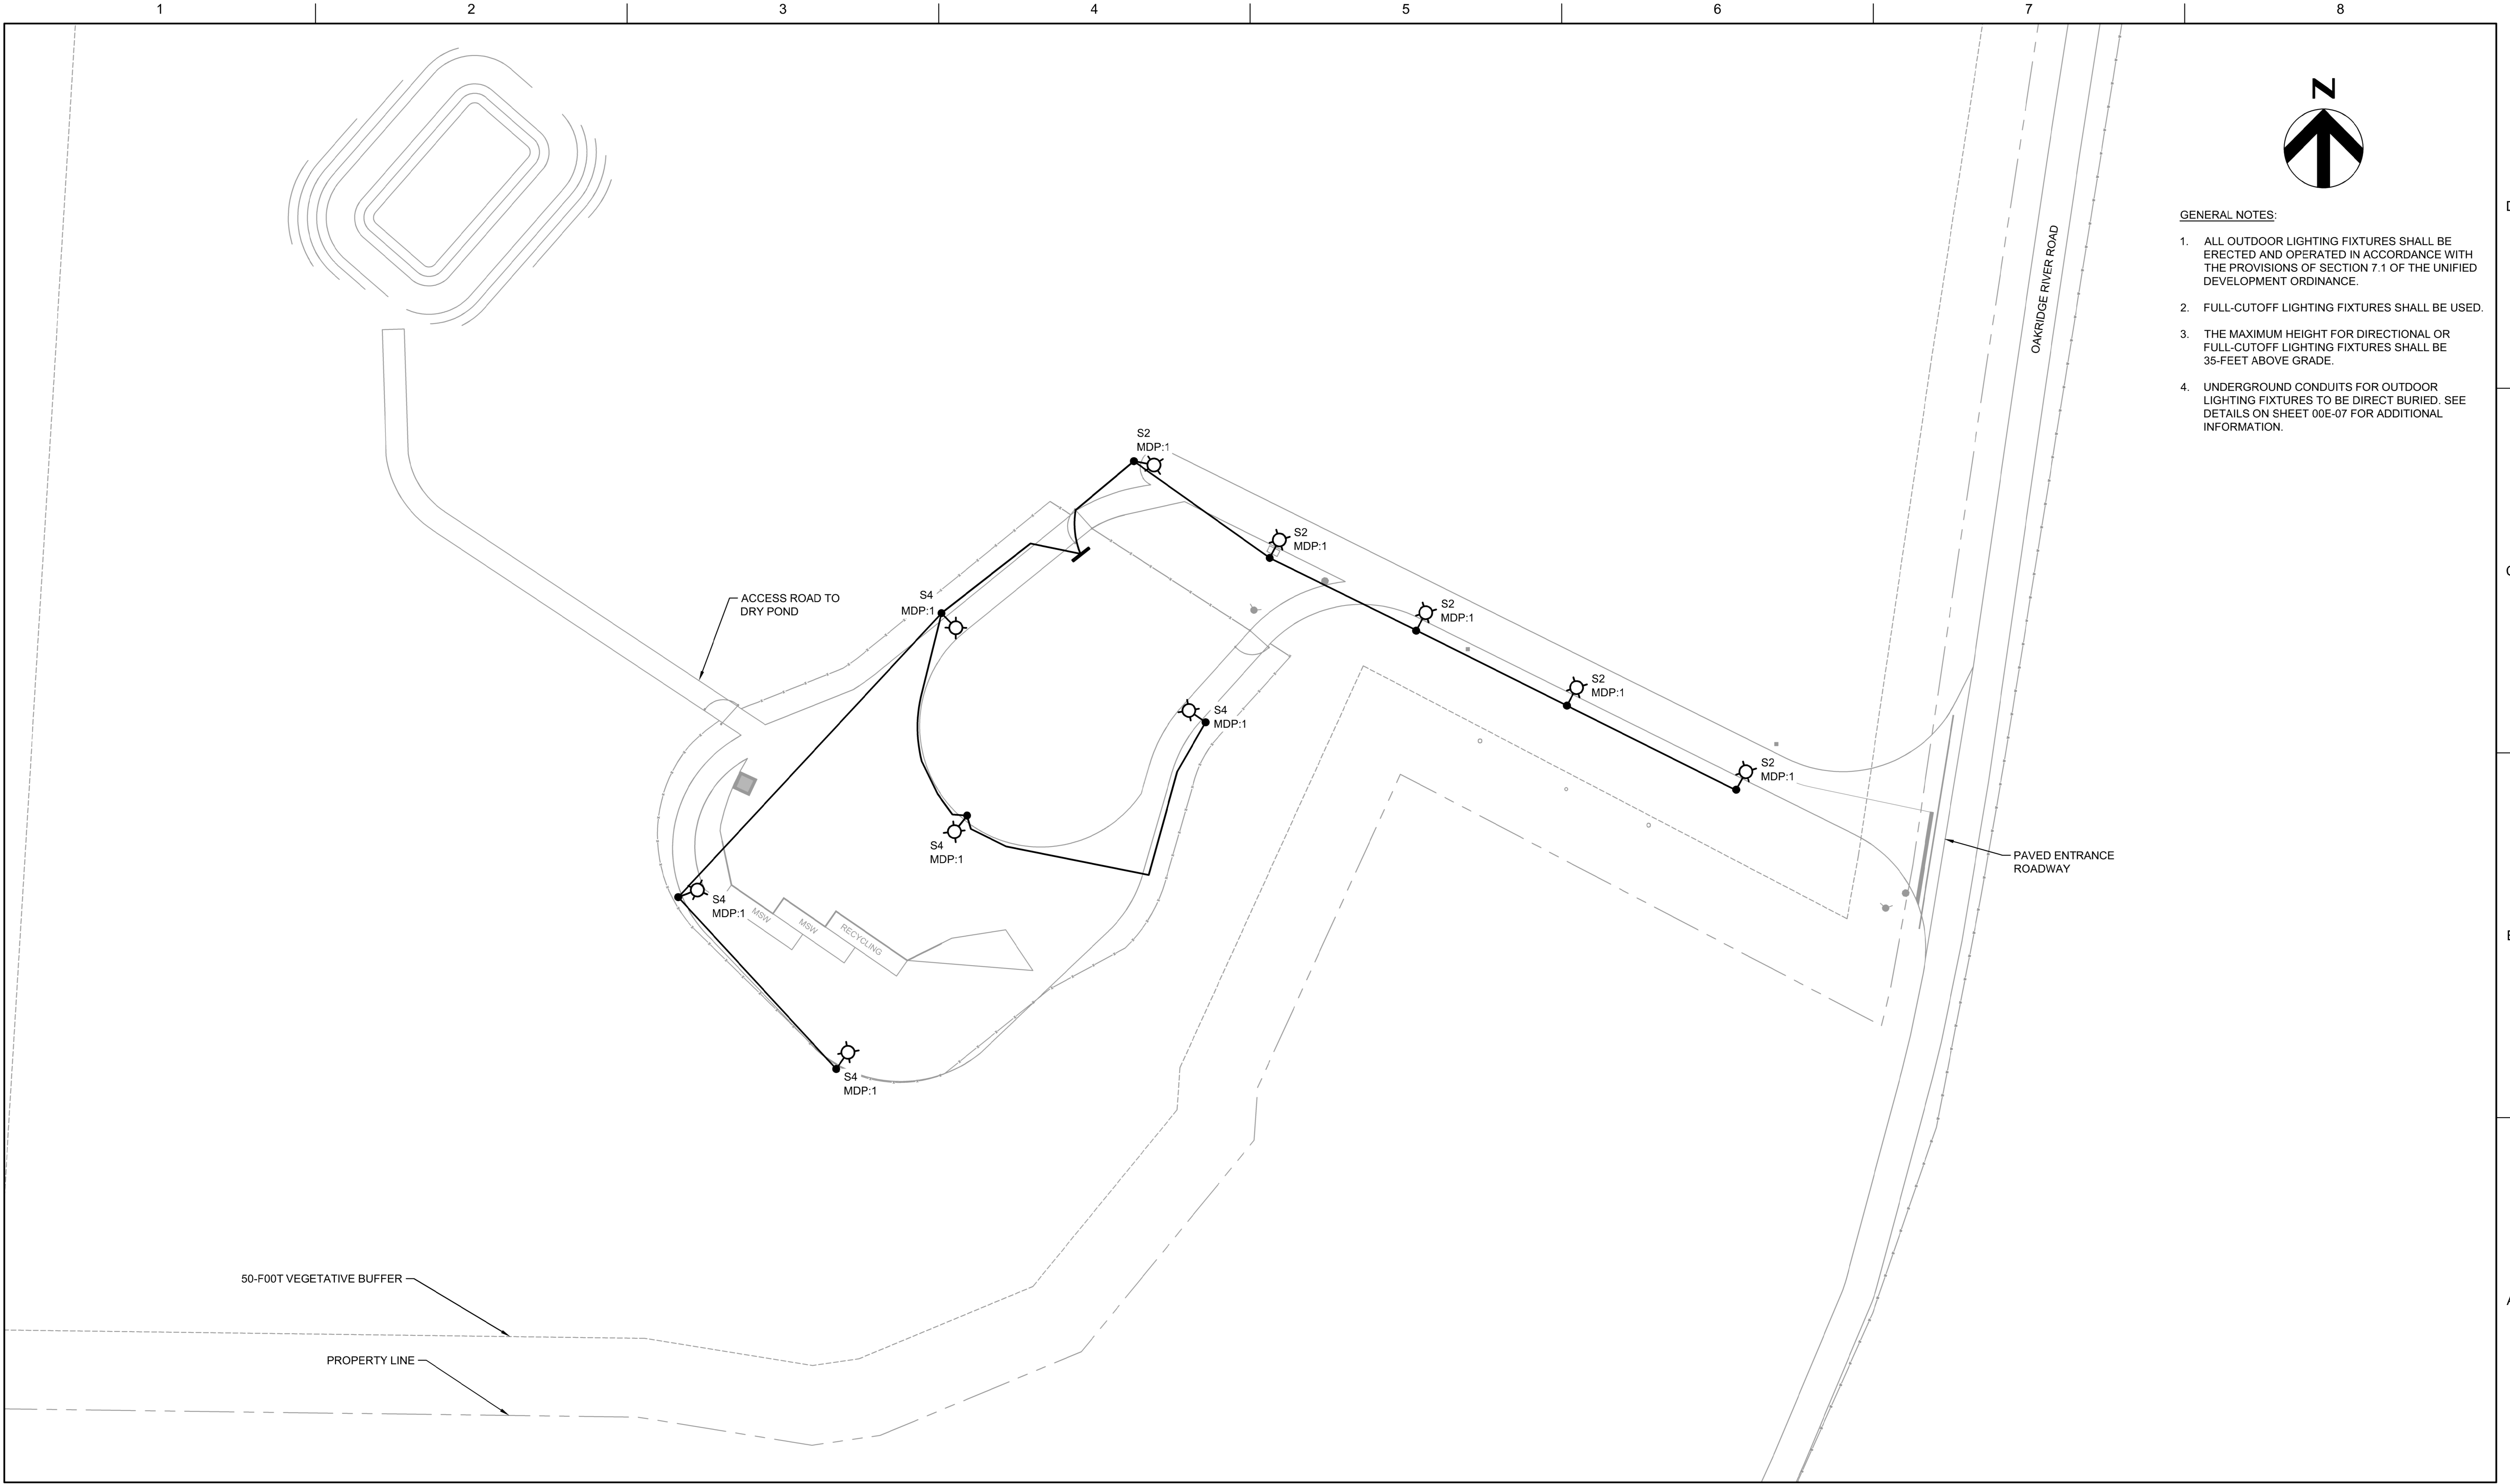 1
2
3
4
5
6
7
8
N
GENERAL NOTES:
1. ALL OUTDOOR LIGHTING FIXTURES SHALL BE
ERECTED AND OPERATED IN ACCORDANCE WITH
THE PROVISIONS OF SECTION 7.1 OF THE UNIFIED
DEVELOPMENT ORDINANCE.
2. FULL-CUTOFF LIGHTING FIXTURES SHALL BE USED.
3. THE MAXIMUM HEIGHT FOR DIRECTIONAL OR
FULL-CUTOFF LIGHTING FIXTURES SHALL BE
35-FEET ABOVE GRADE.
4. UNDERGROUND CONDUITS FOR OUTDOOR
LIGHTING FIXTURES TO BE DIRECT BURIED. SEE
DETAILS ON SHEET 00E-07 FOR ADDITIONAL
INFORMATION.
OAKRIDGE RIVER ROAD
S2
MDP:1
S2
MDP:1
S2
MDP:1
S2
MDP:1
S2
MDP:1
ACCESS ROAD TO
DRY POND
S4
MDP:1
S4
MDP:1
S4
MDP:1
S4
MDP:1
MSW
MSW
RECYCLING
S4
MDP:1
PAVED ENTRANCE
ROADWAY
50-F00T VEGETATIVE BUFFER
PROPERTY LINE